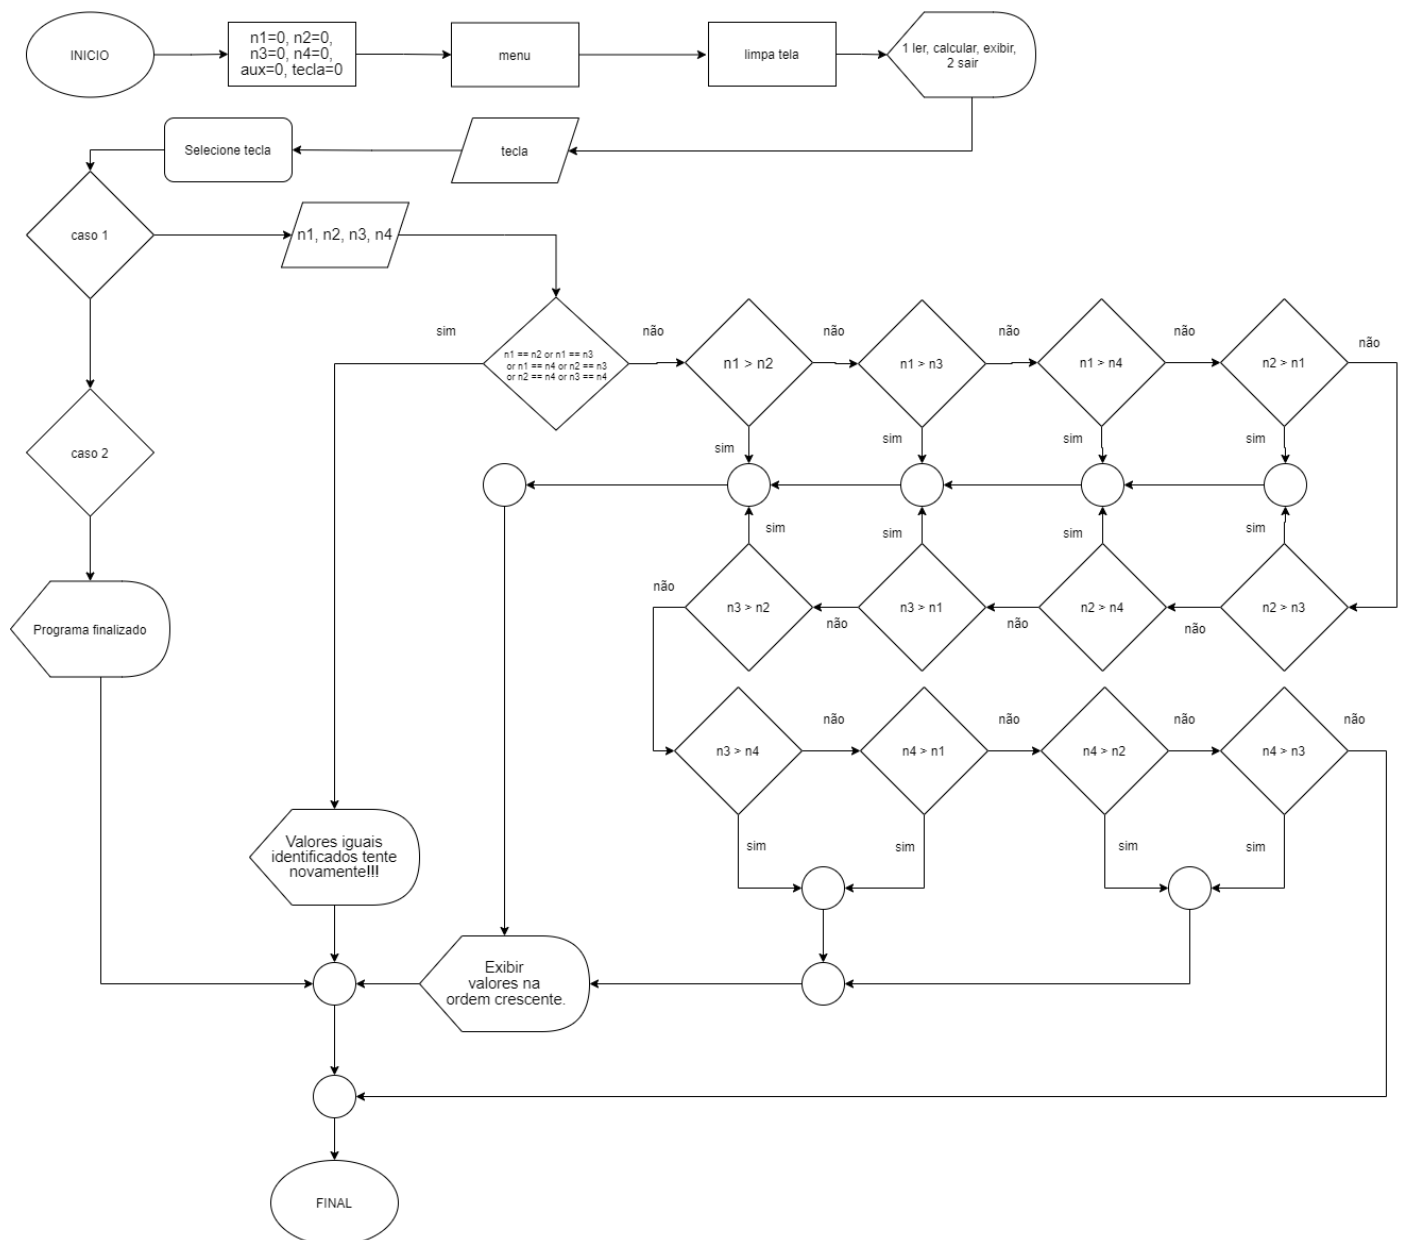 INICIO
n1=0, n2=0,
n3=0, n4=0,
aux=0, tecla=0
menu
limpa tela
1 ler, calcular, exibir,
2 sair
Selecione tecla
tecla
caso 1
n1, n2, n3, n4
sim
n1 == n2 or n1 == n3
or n1 == n4 or n2 == n3
or n2 == n4 or n3 == n4
não
n1 > n2
não
n1 > n3
não
n1 > n4
não
n2 > n1
não
sim
sim
sim
sim
caso 2
sim
sim
sim
sim
não
n3 > n2
não
n3 > n1
não
n2 > n4
não
n2 > n3
Programa finalizado
n3 > n4
não
n4 > n1
não
n4 > n2
não
n4 > n3
não
sim
sim
sim
sim
Valores iguais
identificados tente
novamente!!!
Exibir
valores na
ordem crescente.
FINAL